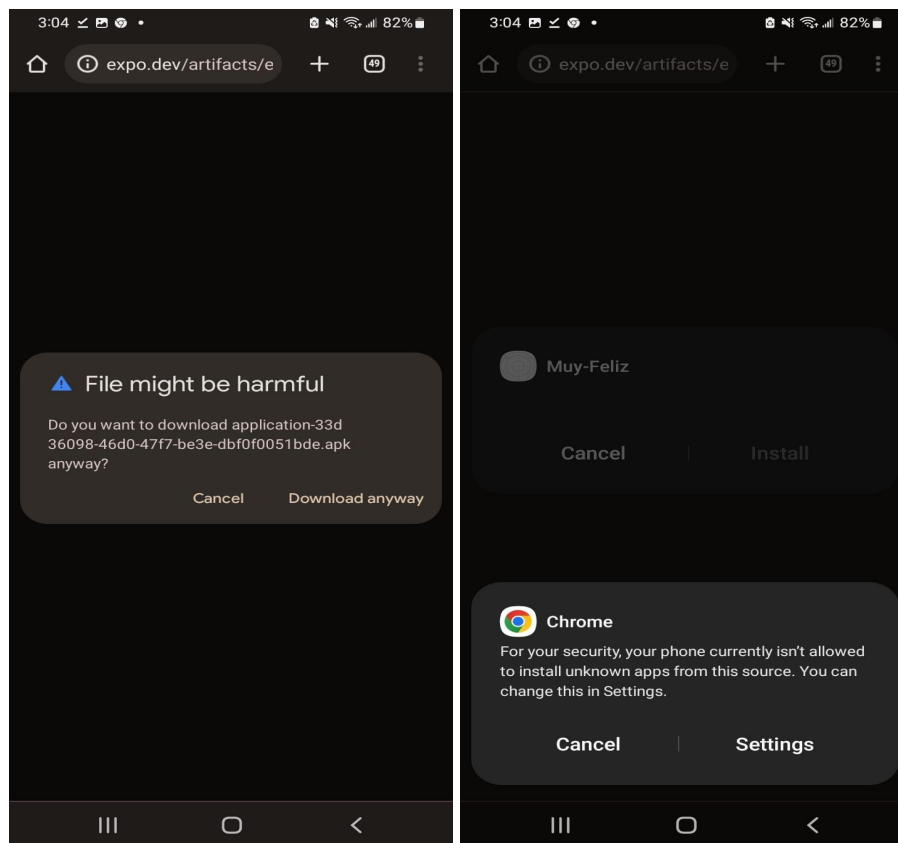 3:04
82%
expo.dev/artifacts/e
49
File might be harmful
Do you want to download application-33d
36098-46d0-47f7-be3e-dbf0f0051bde.apk
anyway?
Cancel
Download anyway
3:04
82%
expo.dev/artifacts/e
49
Muy-Feliz
Cancel
Install
Chrome
For your security, your phone currently isn't allowed
to install unknown apps from this source. You can
change this in Settings.
Cancel
Settings